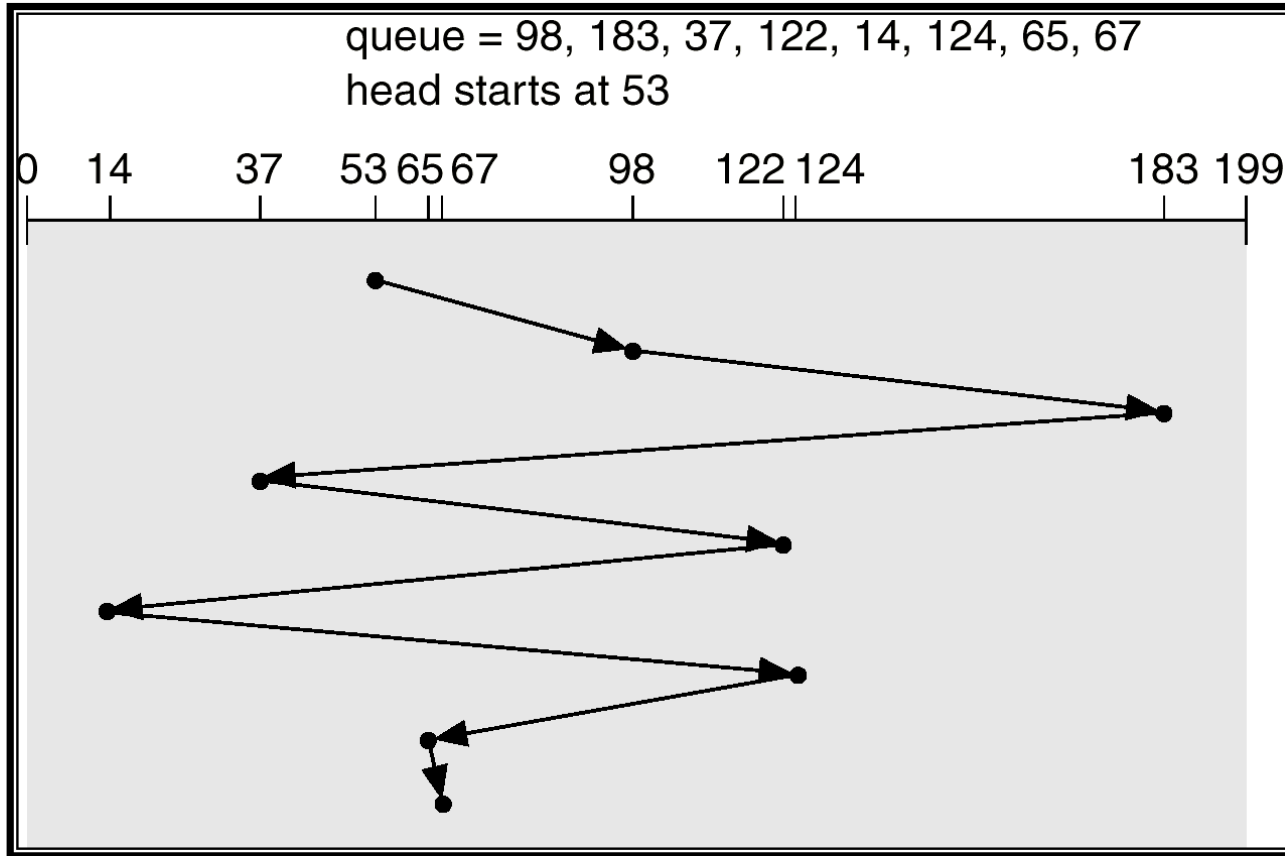 queue = 98, 183, 37, 122, 14, 124, 65, 67
head starts at 53
0 14 37 53 65 67 98 122 124 183 199